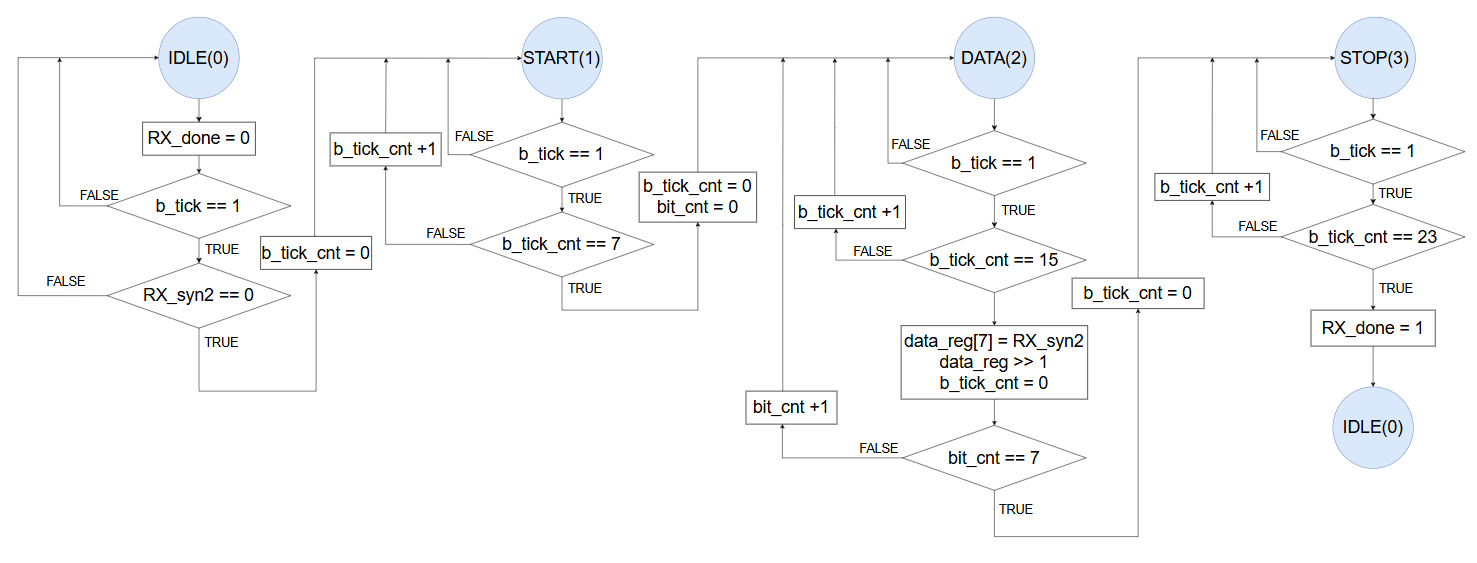 IDLE(0)
RX_done = 0
b_tick == 1
FALSE
TRUE
RX_syn2 == 0
FALSE
TRUE
b_tick_cnt = 0
START(1)
b_tick == 1
FALSE
TRUE
b_tick_cnt +1
b_tick_cnt == 7
FALSE
TRUE
b_tick_cnt = 0
bit_cnt = 0
DATA(2)
b_tick == 1
FALSE
TRUE
b_tick_cnt +1
b_tick_cnt == 15
FALSE
data_reg[7] = RX_syn2
data_reg >> 1
b_tick_cnt = 0
bit_cnt +1
bit_cnt == 7
FALSE
TRUE
b_tick_cnt = 0
STOP(3)
b_tick == 1
FALSE
TRUE
b_tick_cnt +1
b_tick_cnt == 23
FALSE
TRUE
RX_done = 1
IDLE(0)